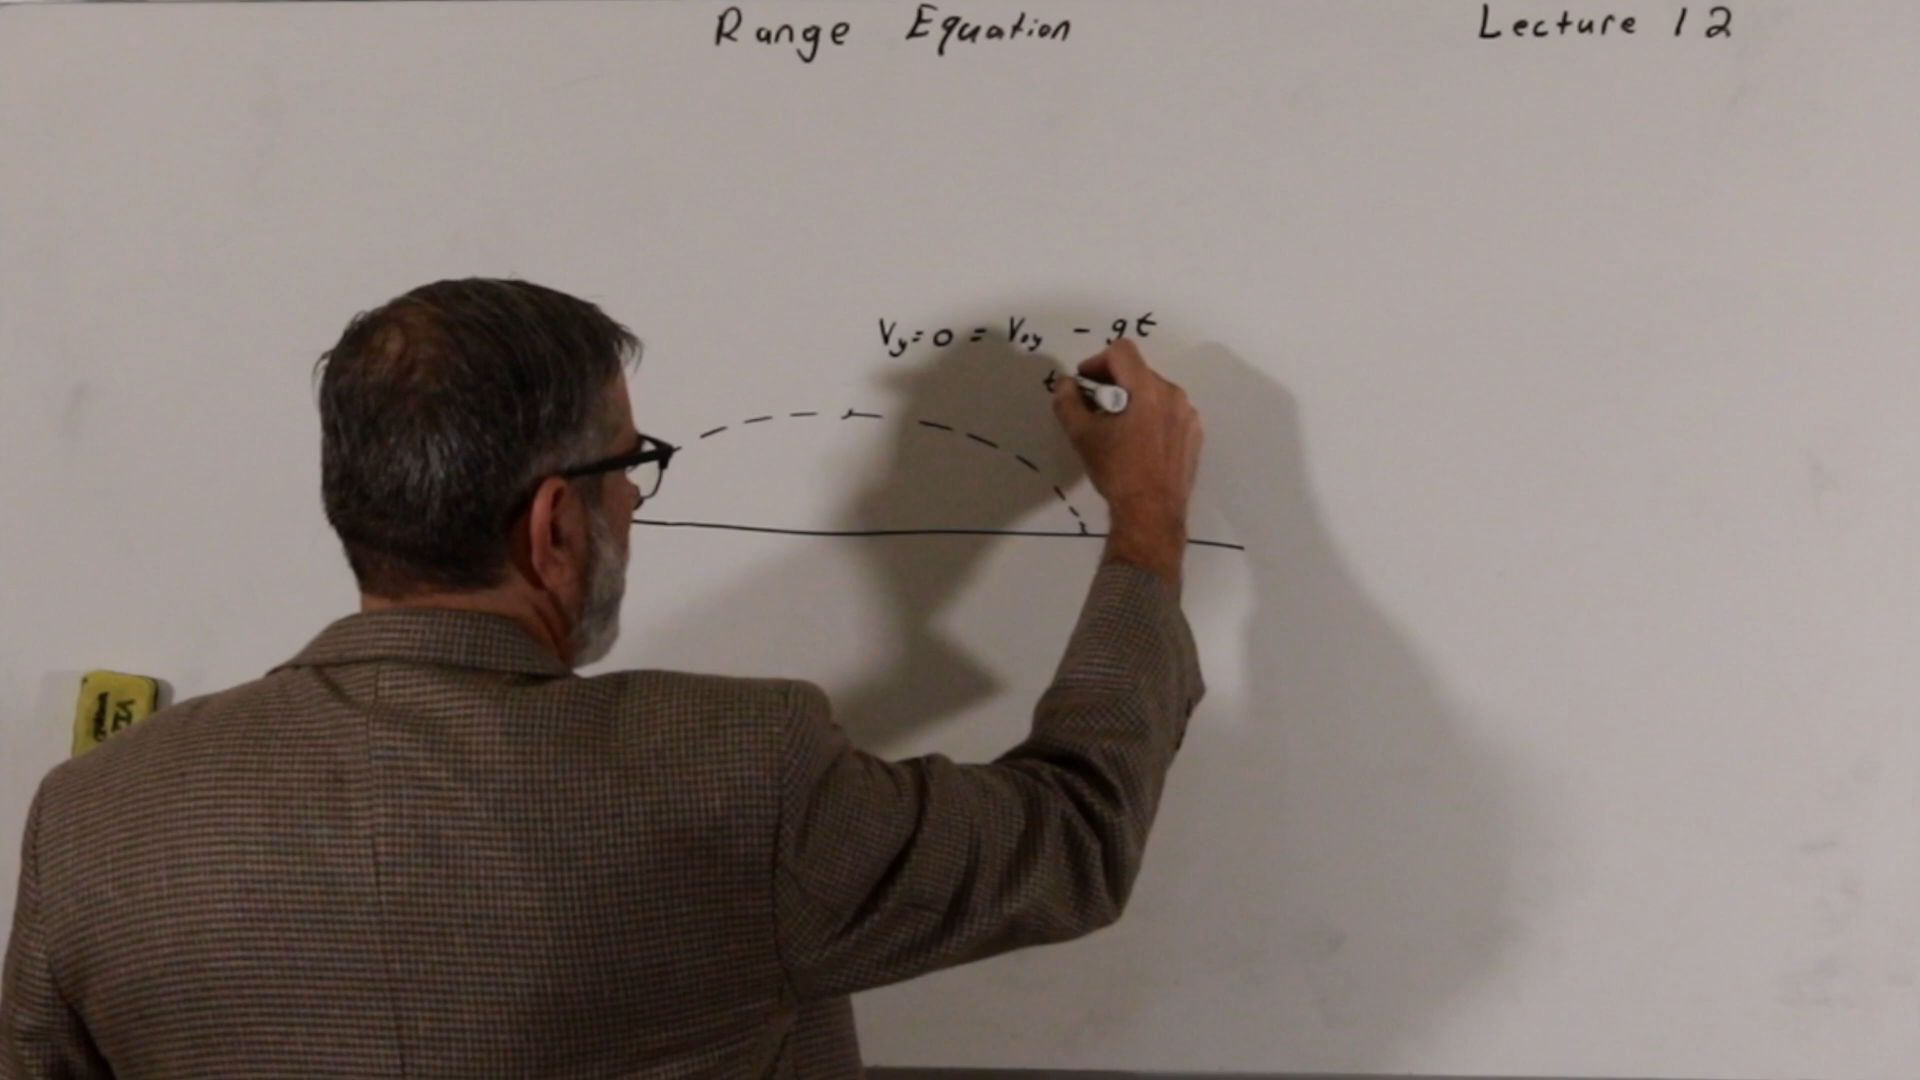 Range Equation
Lecture 12
Vy = 0 = Voy - gt
t